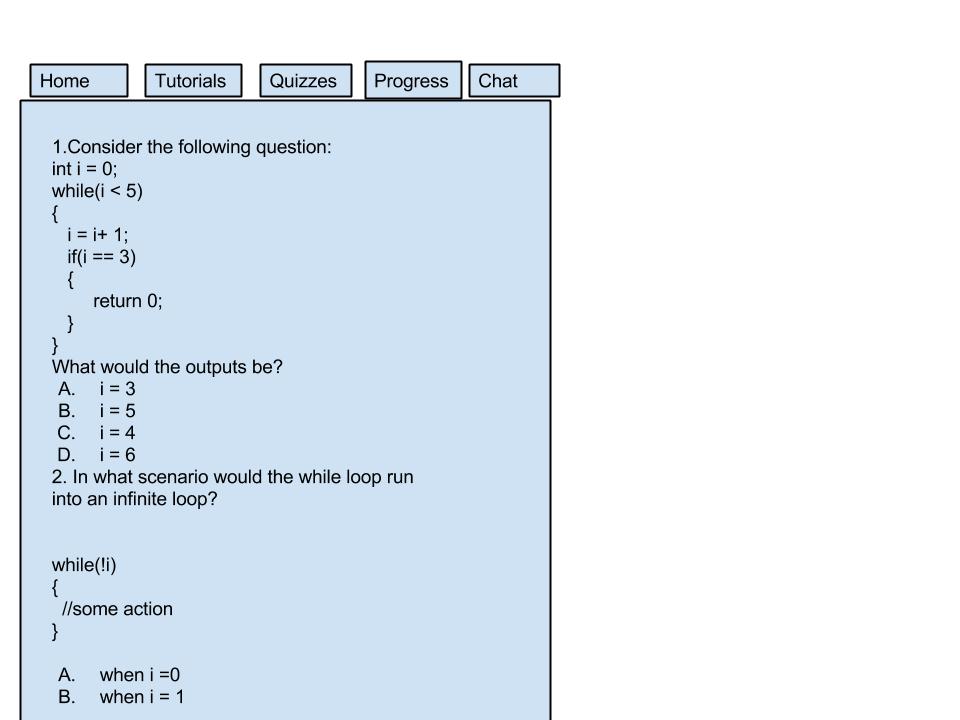 Home Tutorials Quizzes Progress Chat
1.Consider the following question:
int i = 0;
while(i < 5)
{
i = i+ 1;
if(i == 3)
{
return 0;
}
}
What would the outputs be?
A. i = 3
B. i = 5
C. i = 4
D. i = 6
2. In what scenario would the while loop run
into an infinite loop?
while(!i)
{
//some action
}
A. when i =0
B. when i = 1